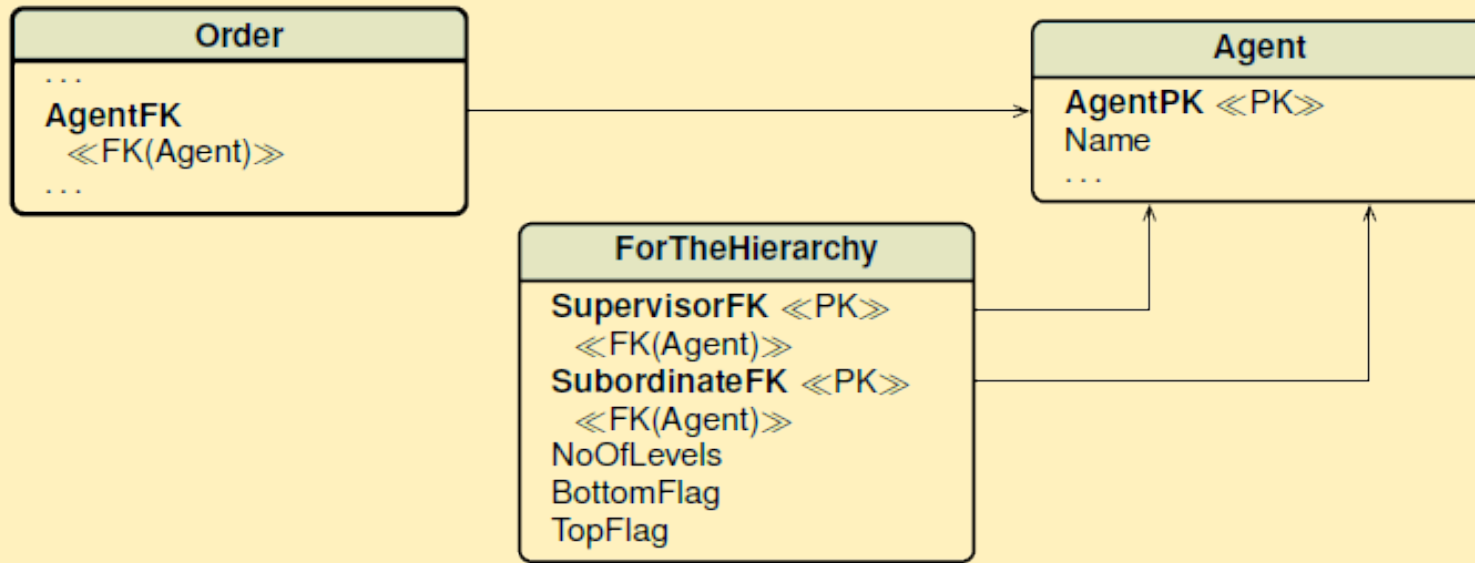 Order
. . .
AgentFK
≪FK(Agent)≫
. . .
Agent
AgentPK ≪PK≫
Name
. . .
ForTheHierarchy
SupervisorFK ≪PK≫
≪FK(Agent)≫
SubordinateFK ≪PK≫
≪FK(Agent)≫
NoOfLevels
BottomFlag
TopFlag